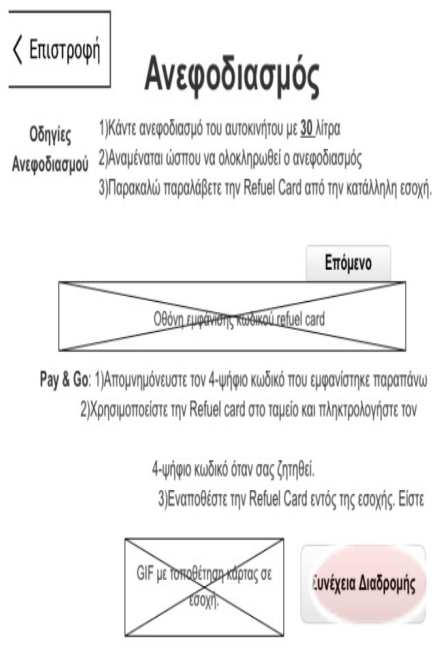 Επιστροφή
Ανεφοδιασμός
Οδηγίες Ανεφοδιασμού
1)Κάντε ανεφοδιασμό του αυτοκινήτου με 30 λίτρα
2)Αναμέναται ώσπου να ολοκληρωθεί ο ανεφοδιασμός
3)Παρακαλώ παραλάβετε την Refuel Card από την κατάλληλη εσοχή.
Επόμενο
Οθόνη εμφάνισης κωδικού refuel card
Pay & Go: 1)Απομνημόνευστε τον 4-ψήφιο κωδικό που εμφανίστηκε παραπάνω
2)Χρησιμοποείστε την Refuel card στο ταμείο και πληκτρολογήστε τον
4-ψήφιο κωδικό όταν σας ζητηθεί.
3)Εναποθέστε την Refuel Card εντός της εσοχής. Είστε
GIF με τοποθέτηση κάρτας σε
εσοχή.
Συνέχεια Διαδρομής